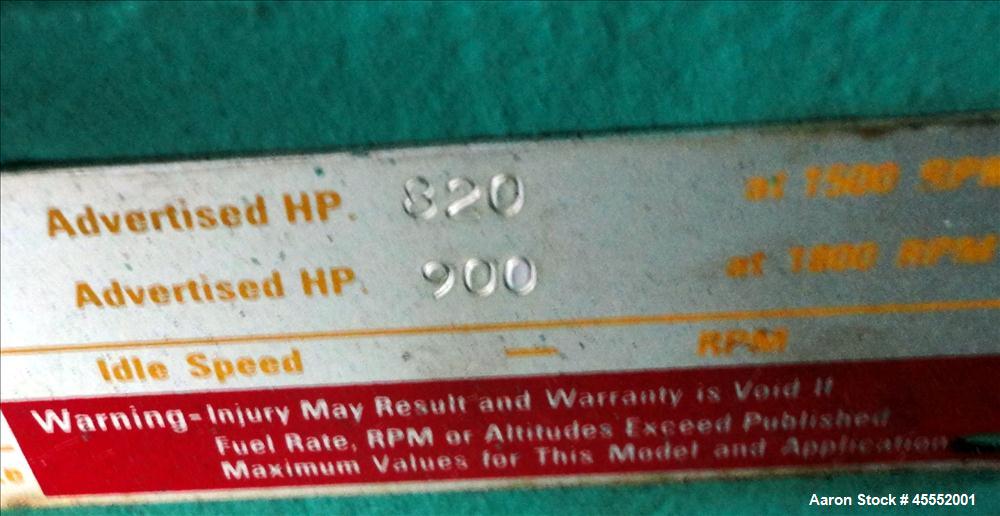 Advertised HP. 820 at 1500 RPM
Advertised HP. 900 at 1800 RPM
Idle Speed — RPM
Warning-Injury May Result and Warranty is Void If
Fuel Rate, RPM or Altitudes Exceed Published
Maximum Values for This Model and Application
Aaron Stock # 45552001